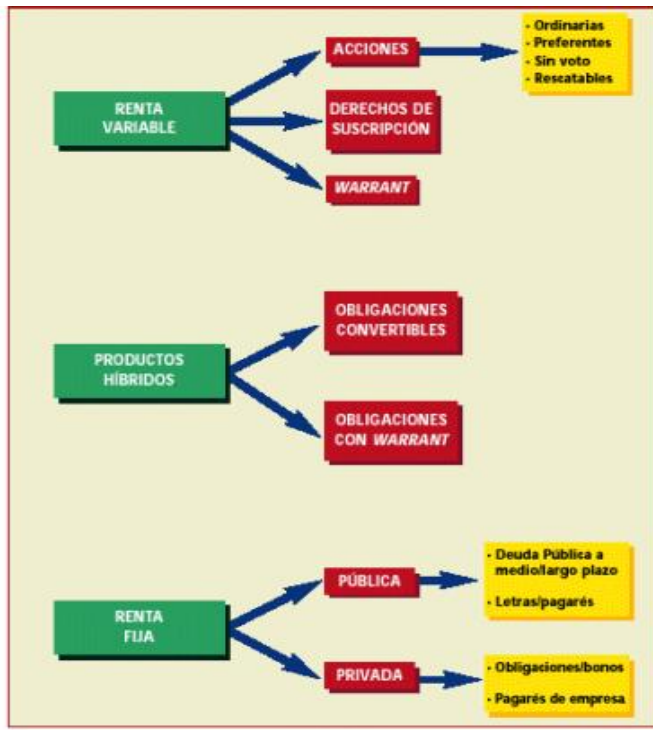 RENTA
VARIABLE
ACCIONES
- Ordinarias
- Preferentes
- Sin voto
- Rescatables
DERECHOS DE
SUSCRIPCIÓN
WARRANT
PRODUCTOS
HÍBRIDOS
OBLIGACIONES
CONVERTIBLES
OBLIGACIONES
CON WARRANT
RENTA
FIJA
PÚBLICA
- Deuda Pública a
medio/largo plazo
- Letras/pagarés
PRIVADA
- Obligaciones/bonos
- Pagarés de empresa